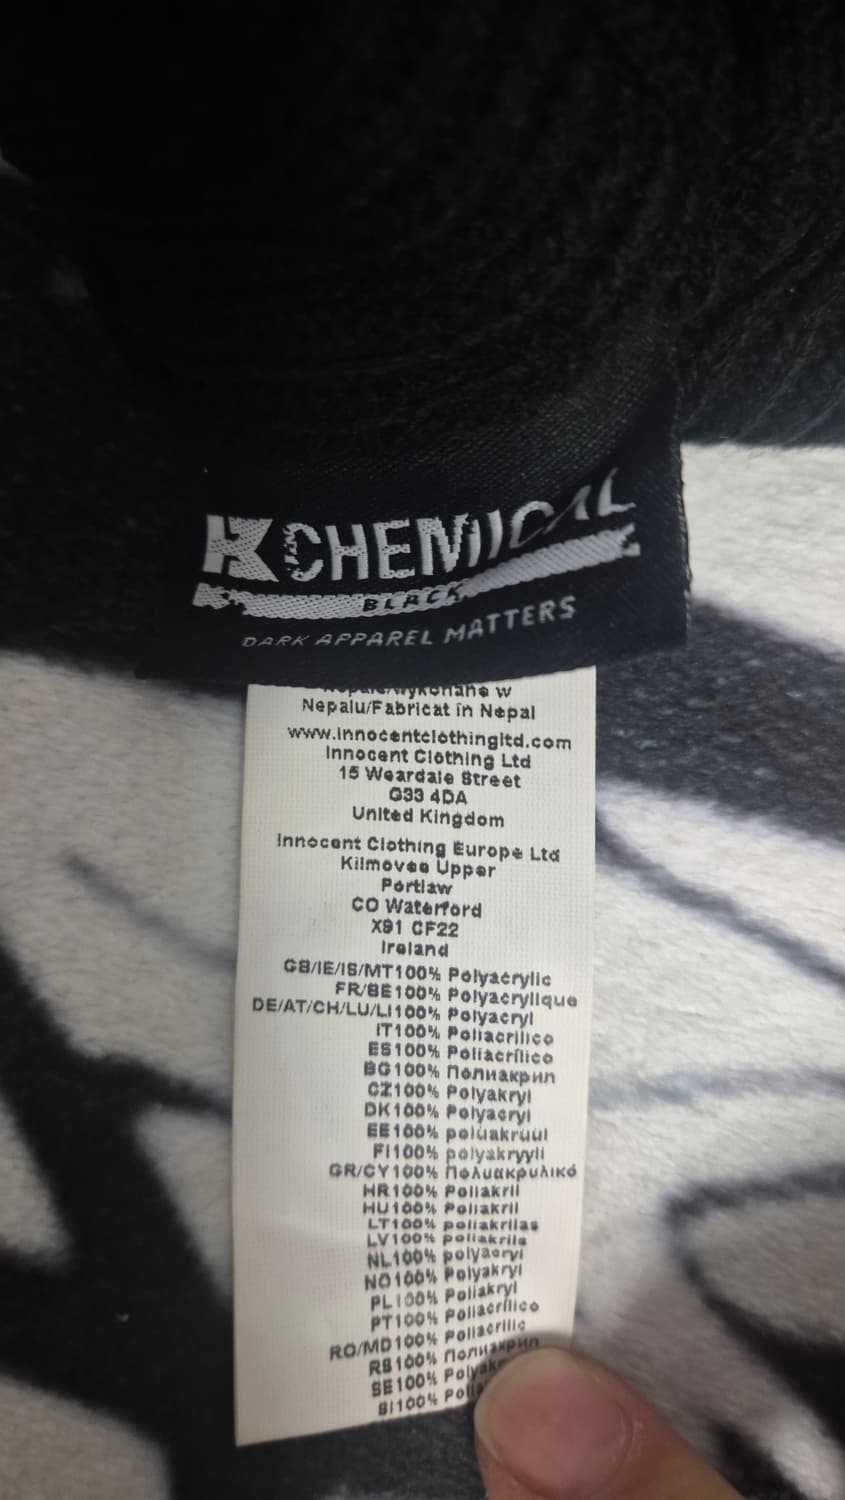 CHEMICAL
BLACK
DARK APPAREL MATTERS
Nepalu/Fabricat în Nepal
www.innocentclothingltd.com
Innocent Clothing Ltd
15 Weardale Street
G33 4DA
United Kingdom
Innocent Clothing Europe Ltd
Kilmovee Upper
Portlaw
CO Waterford
X91 CF22
Ireland
GB/IE/IS/MT100% Polyacrylic
FR/BE100% Polyacrylique
DE/AT/CH/LU/LI100% Polyacryl
IT100% Poliacrilico
ES100% Poliacrílico
BG100% Полиакрил
CZ100% Polyakryl
DK100% Polyacryl
EE100% polüakrüül
FI100% polyakryyli
GR/CY100% Πολυακρυλικό
HR100% Poliakril
HU100% Poliakril
LT100% poliakrilas
LV100% poliakrils
NL100% polyacryl
NO100% Polyakryl
PL100% Poliakryl
PT100% Poliacrílico
RO/MD100% Poliacrilic
RS100% Полиакрил
SE100%
SI100%